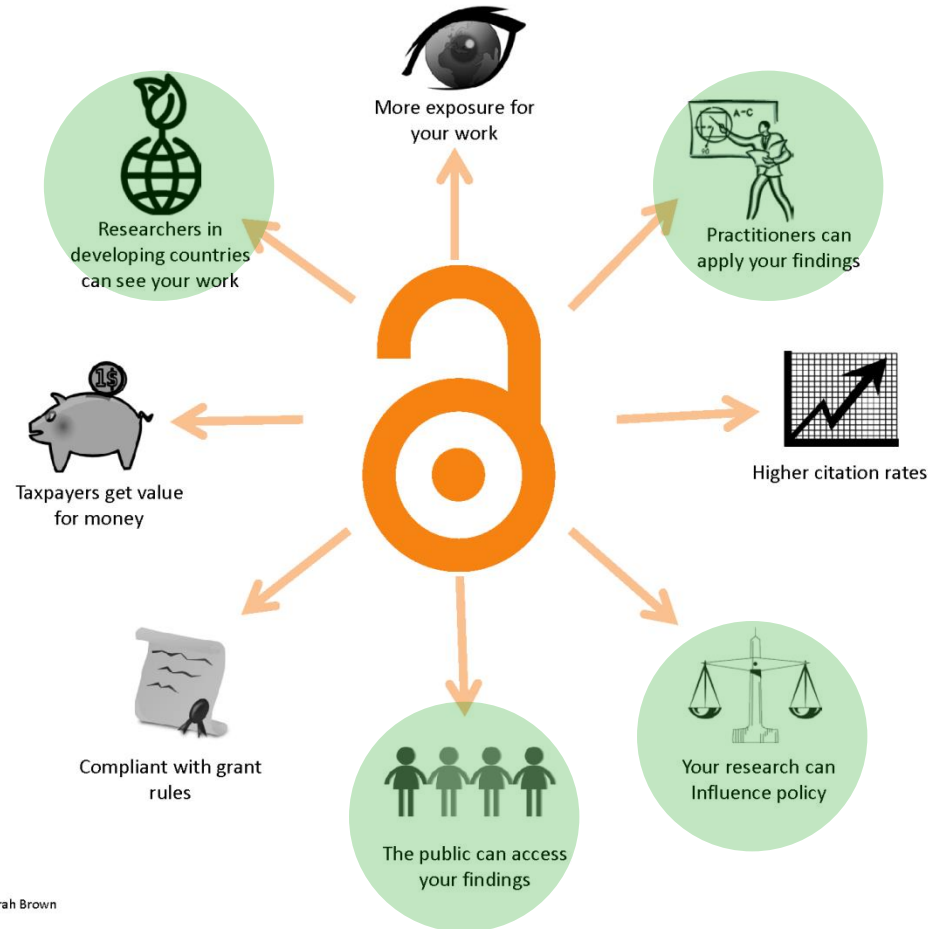 More exposure for
your work
A-C
Researchers in
developing countries
can see your work
Practitioners can
apply your findings
1$
Taxpayers get value
for money
Higher citation rates
Compliant with grant
rules
Your research can
Influence policy
The public can access
your findings
rah Brown